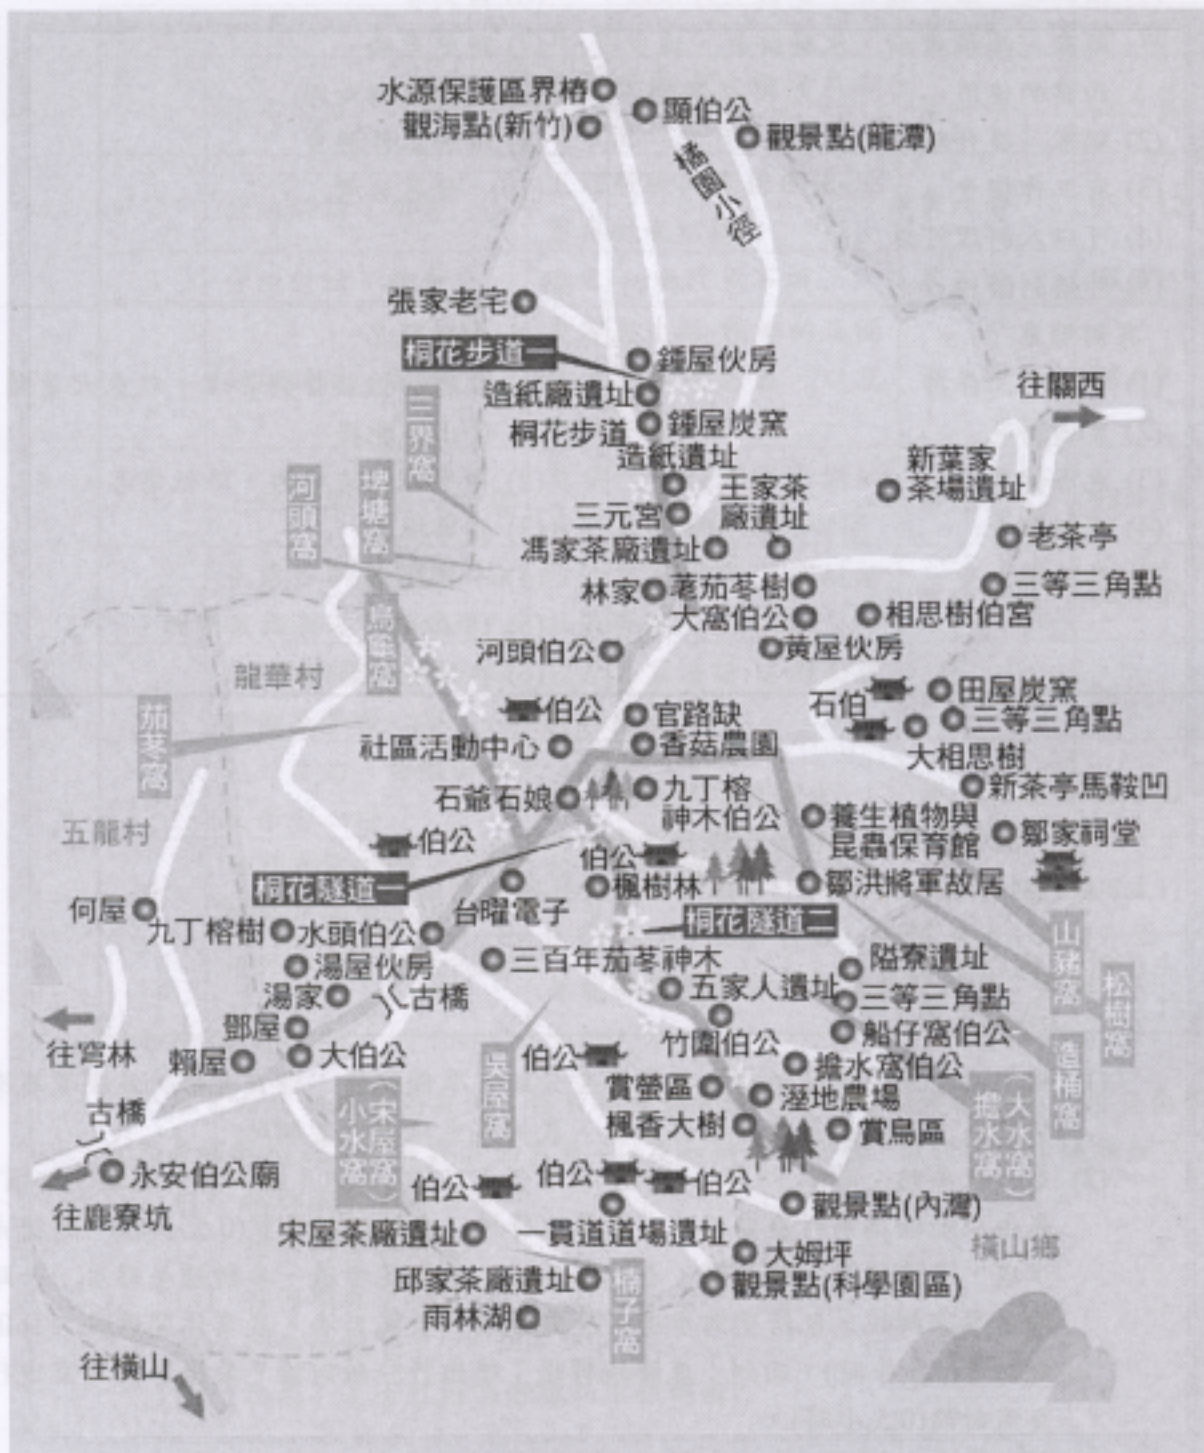 水源保護區界樁
顯伯公
觀海點(新竹)
觀景點(龍潭)
橘園小徑
張家老宅
桐花步道一
鍾屋伙房
往關西
造紙廠遺址
三界窩
桐花步道
鍾屋炭窯
造紙遺址
新葉家
茶場遺址
河頭窩
埤塘窩
王家茶
廠遺址
三元宮
老茶亭
馮家茶廠遺址
林家
荖茄苳樹
三等三角點
烏龜窩
大窩伯公
相思樹伯宮
河頭伯公
黃屋伙房
龍華村
茄苳窩
伯公
官路缺
石伯
田屋炭窯
三等三角點
社區活動中心
香菇農園
大相思樹
石爺石娘
九丁榕
新茶亭馬鞍凹
神木伯公
養生植物與
昆蟲保育館
鄒家祠堂
五龍村
伯公
伯公
桐花隧道一
楓樹林
鄒洪將軍故居
何屋
台曜電子
桐花隧道二
九丁榕樹
水頭伯公
山豬窩
松樹窩
湯屋伙房
三百年茄苳神木
隘寮遺址
湯家
古橋
五家人遺址
三等三角點
鄧屋
船仔窩伯公
往芎林
賴屋
大伯公
吳屋窩
伯公
竹圍伯公
擔水窩伯公
造桶窩
賞螢區
溼地農場
小水窩
(宋屋窩)
擔水窩
(大水窩)
古橋
楓香大樹
賞鳥區
永安伯公廟
伯公
伯公
伯公
往鹿寮坑
觀景點(內灣)
宋屋茶廠遺址
一貫道道場遺址
橫山鄉
大姆坪
邱家茶廠遺址
桶子窩
觀景點(科學園區)
雨林湖
往橫山